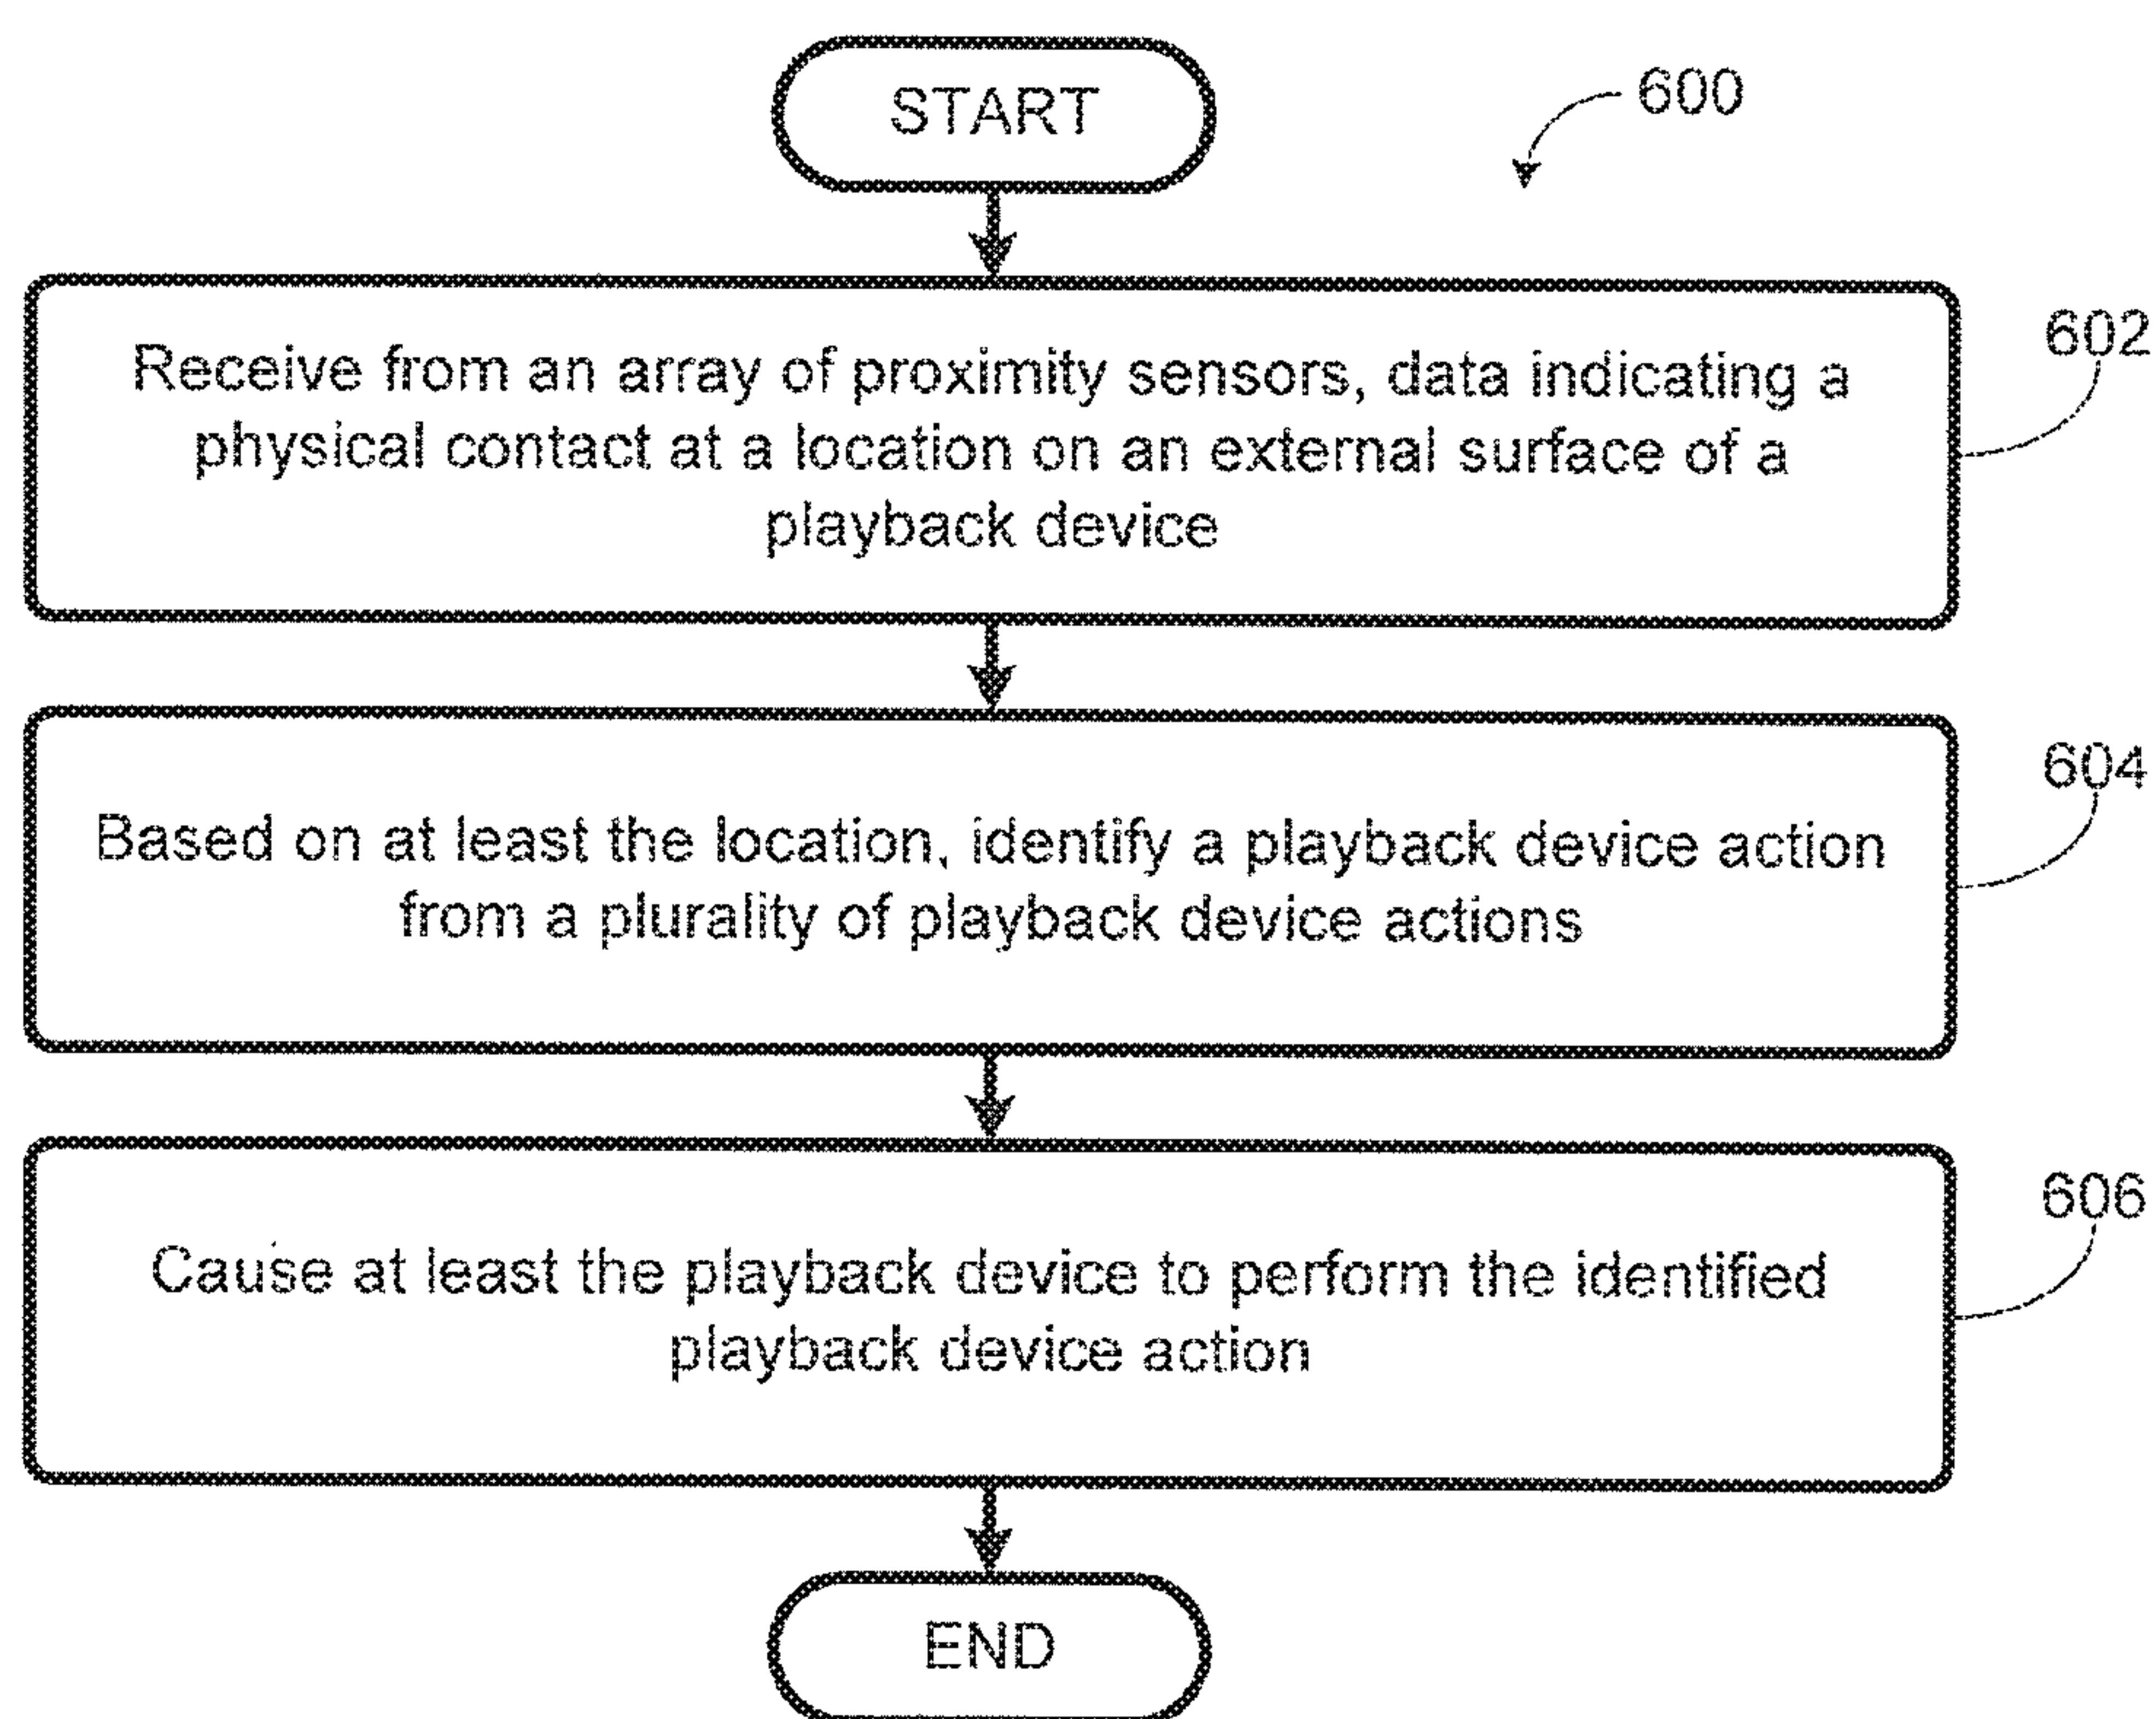 START
600
Receive from an array of proximity sensors, data indicating a
physical contact at a location on an external surface of a
playback device
602
Based on at least the location, identify a playback device action
from a plurality of playback device actions
604
Cause at least the playback device to perform the identified
playback device action
606
END